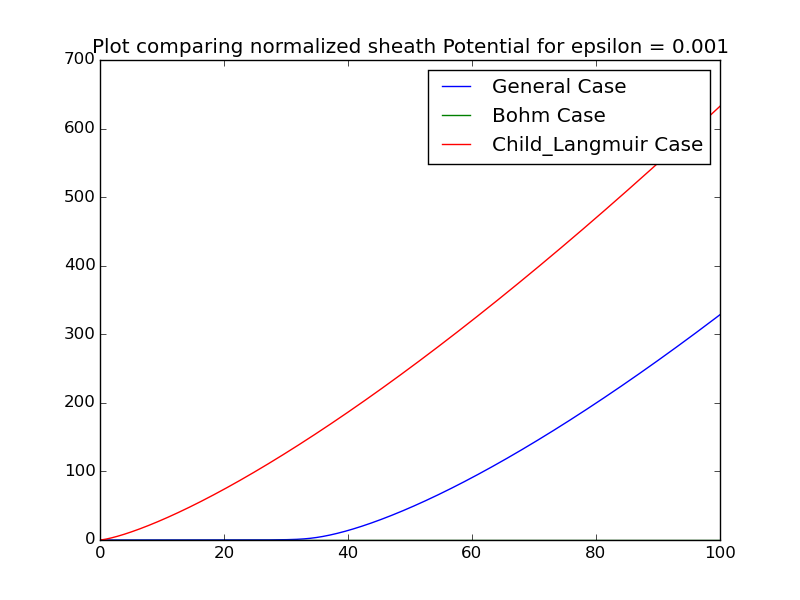 Plot comparing normalized sheath Potential for epsilon = 0.001
700
600
500
400
300
200
100
0
General Case
Bohm Case
Child_Langmuir Case
0 20 40 60 80 100